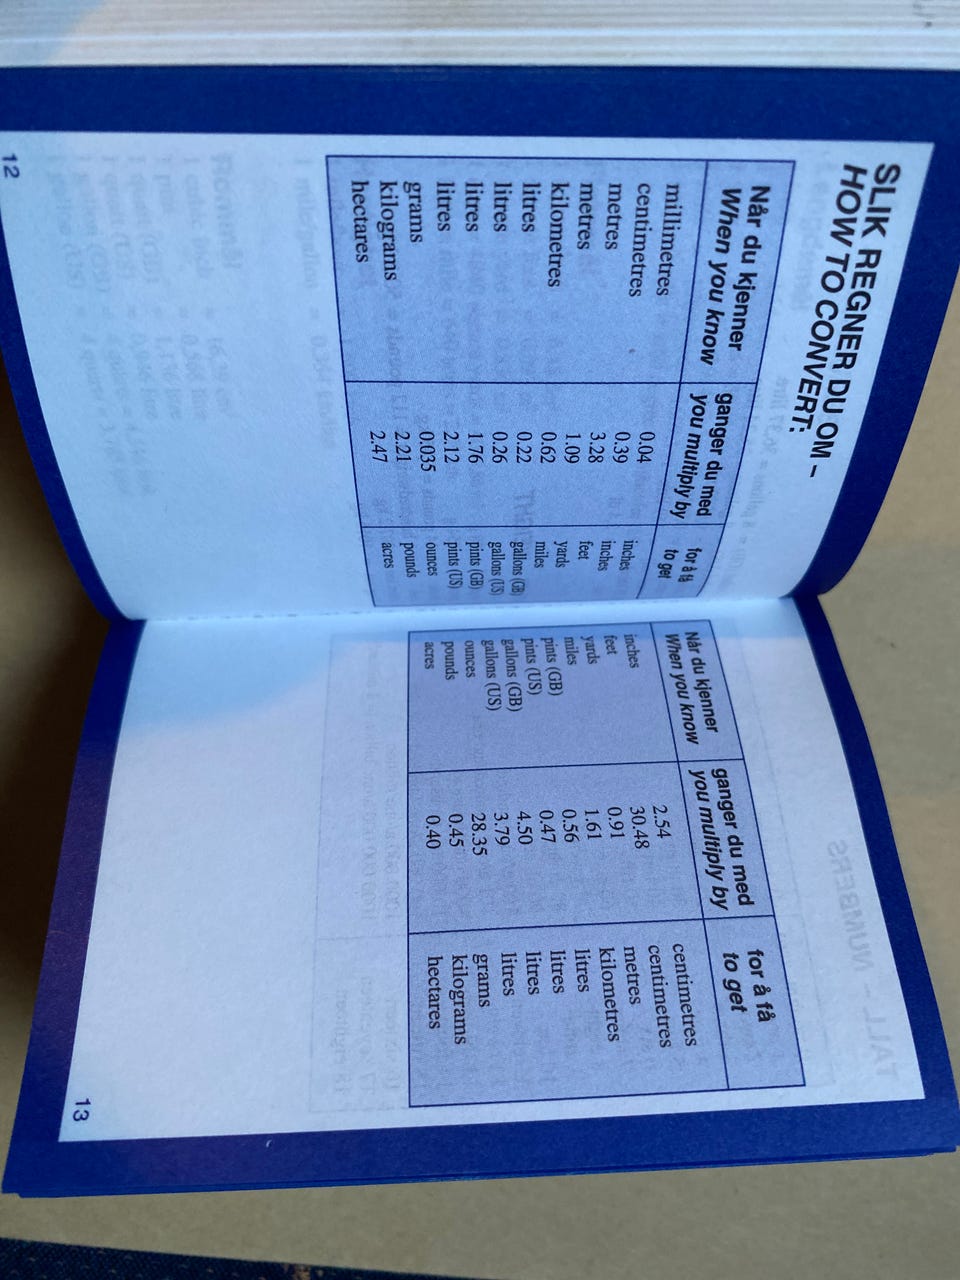 SLIK REGNER DU OM –
HOW TO CONVERT:
Når du kjenner ganger du med for å få
When you know you multiply by to get
millimetres 0.04 inches
centimetres 0.39 inches
metres 3.28 feet
metres 1.09 yards
kilometres 0.62 miles
litres 0.22 gallons (GB)
litres 0.26 gallons (US)
litres 1.76 pints (GB)
litres 2.12 pints (US)
grams 0.035 ounces
kilograms 2.21 pounds
hectares 2.47 acres
12
Når du kjenner ganger du med for å få
When you know you multiply by to get
inches 2.54 centimetres
feet 30.48 centimetres
yards 0.91 metres
miles 1.61 kilometres
pints (GB) 0.56 litres
pints (US) 0.47 litres
gallons (GB) 4.50 litres
gallons (US) 3.79 litres
ounces 28.35 grams
pounds 0.45 kilograms
acres 0.40 hectares
13